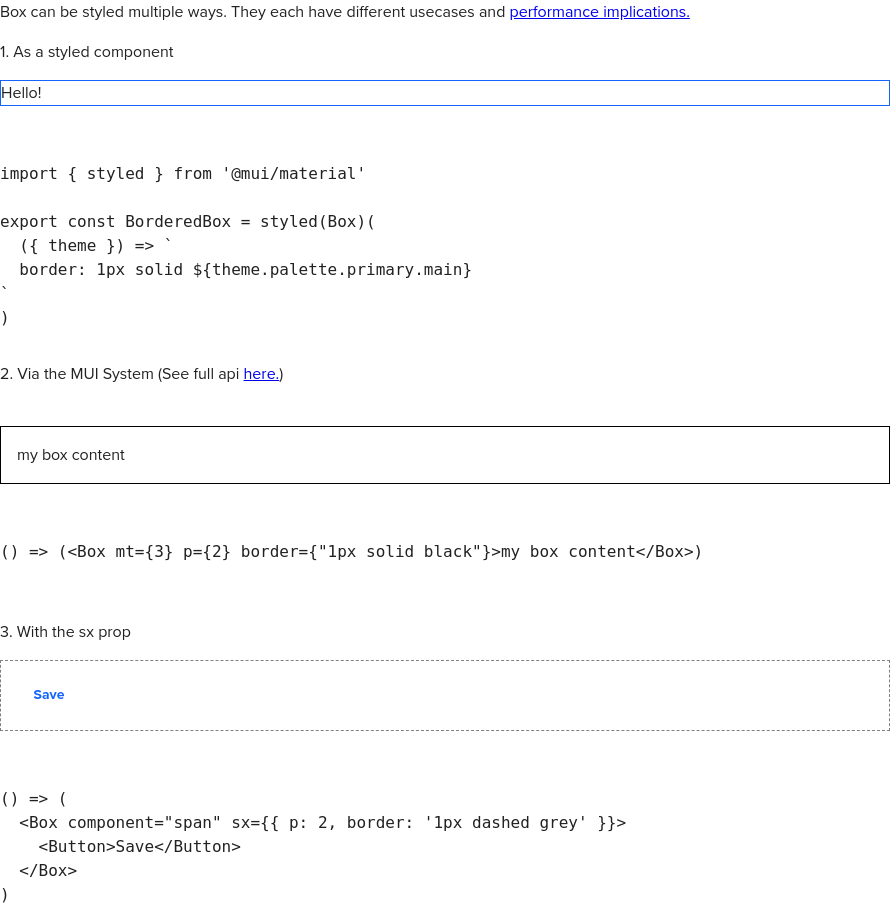 Box can be styled multiple ways. They each have different usecases and performance implications.
1. As a styled component
Hello!
import { styled } from '@mui/material'
export const BorderedBox = styled(Box)(
  ({ theme }) => `
  border: 1px solid ${theme.palette.primary.main}
`
)
2. Via the MUI System (See full api here.)
my box content
() => (<Box mt={3} p={2} border={"1px solid black"}>my box content</Box>)
3. With the sx prop
Save
() => (
  <Box component="span" sx={{ p: 2, border: '1px dashed grey' }}>
    <Button>Save</Button>
  </Box>
)